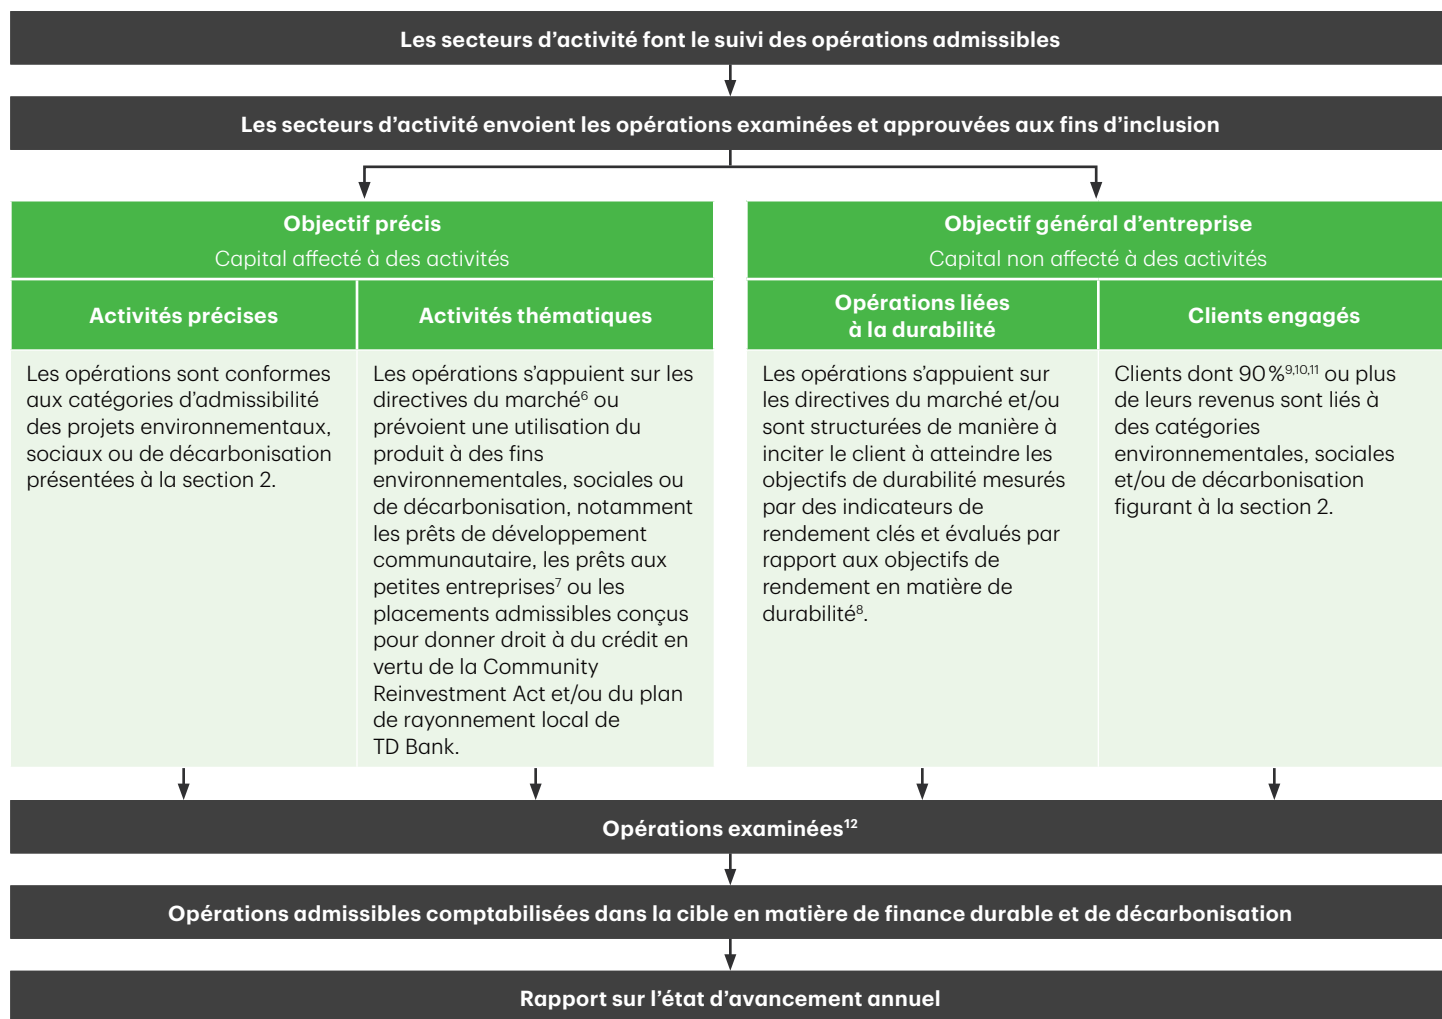 Les secteurs d’activité font le suivi des opérations admissibles
Les secteurs d’activité envoient les opérations examinées et approuvées aux fins d’inclusion
Objectif précis
Capital affecté à des activités
Activités précises
Les opérations sont conformes
aux catégories d’admissibilité
des projets environnementaux,
sociaux ou de décarbonisation
présentées à la section 2.
Activités thématiques
Les opérations s’appuient sur les
directives du marché⁶ ou
prévoient une utilisation du
produit à des fins
environnementales, sociales ou
de décarbonisation, notamment
les prêts de développement
communautaire, les prêts aux
petites entreprises⁷ ou les
placements admissibles conçus
pour donner droit à du crédit en
vertu de la Community
Reinvestment Act et/ou du plan
de rayonnement local de
TD Bank.
Objectif général d’entreprise
Capital non affecté à des activités
Opérations liées
à la durabilité
Les opérations s’appuient sur
les directives du marché et/ou
sont structurées de manière à
inciter le client à atteindre les
objectifs de durabilité mesurés
par des indicateurs de
rendement clés et évalués par
rapport aux objectifs de
rendement en matière de
durabilité⁸.
Clients engagés
Clients dont 90 %⁹,¹⁰,¹¹ ou plus
de leurs revenus sont liés à
des catégories
environnementales, sociales
et/ou de décarbonisation
figurant à la section 2.
Opérations examinées¹²
Opérations admissibles comptabilisées dans la cible en matière de finance durable et de décarbonisation
Rapport sur l’état d’avancement annuel